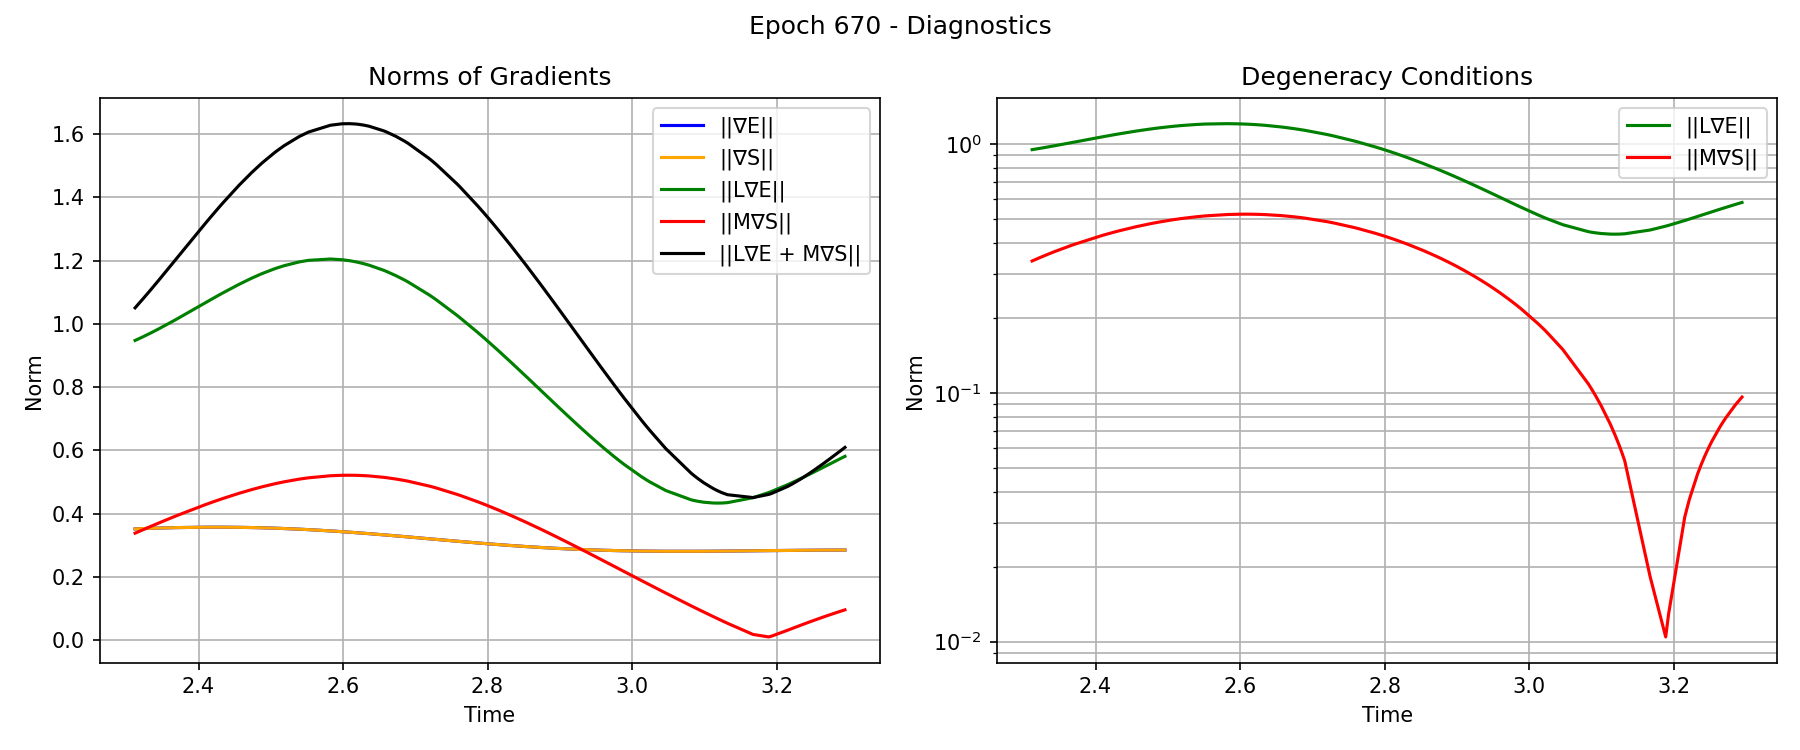 Epoch 670 - Diagnostics
Norms of Gradients
||∇E||
||∇S||
||L∇E||
||M∇S||
||L∇E + M∇S||
Norm
1.6
1.4
1.2
1.0
0.8
0.6
0.4
0.2
0.0
2.4 2.6 2.8 3.0 3.2
Time
Degeneracy Conditions
||L∇E||
||M∇S||
Norm
10⁰
10⁻¹
10⁻²
2.4 2.6 2.8 3.0 3.2
Time